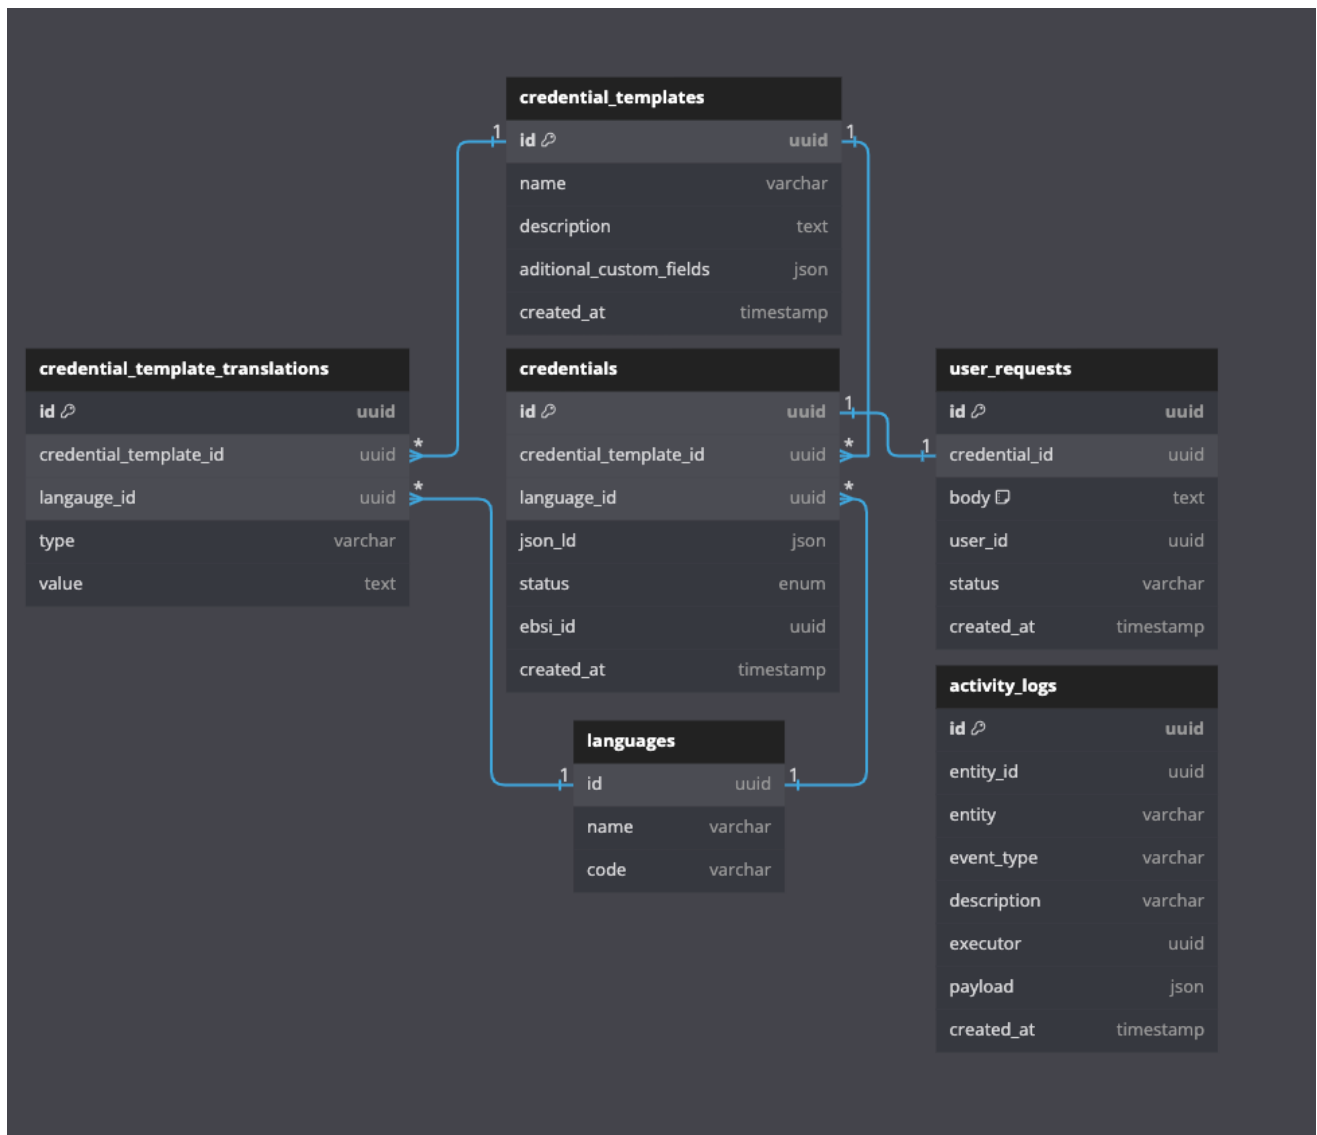 credential_templates
1 id uuid 1
name varchar
description text
aditional_custom_fields json
created_at timestamp
credential_template_translations
id uuid
credential_template_id uuid *
langauge_id uuid *
type varchar
value text
credentials
id uuid 1
credential_template_id uuid *
language_id uuid *
json_ld json
status enum
ebsi_id uuid
created_at timestamp
user_requests
id uuid
1 credential_id uuid
body text
user_id uuid
status varchar
created_at timestamp
languages
1 id uuid 1
name varchar
code varchar
activity_logs
id uuid
entity_id uuid
entity varchar
event_type varchar
description varchar
executor uuid
payload json
created_at timestamp